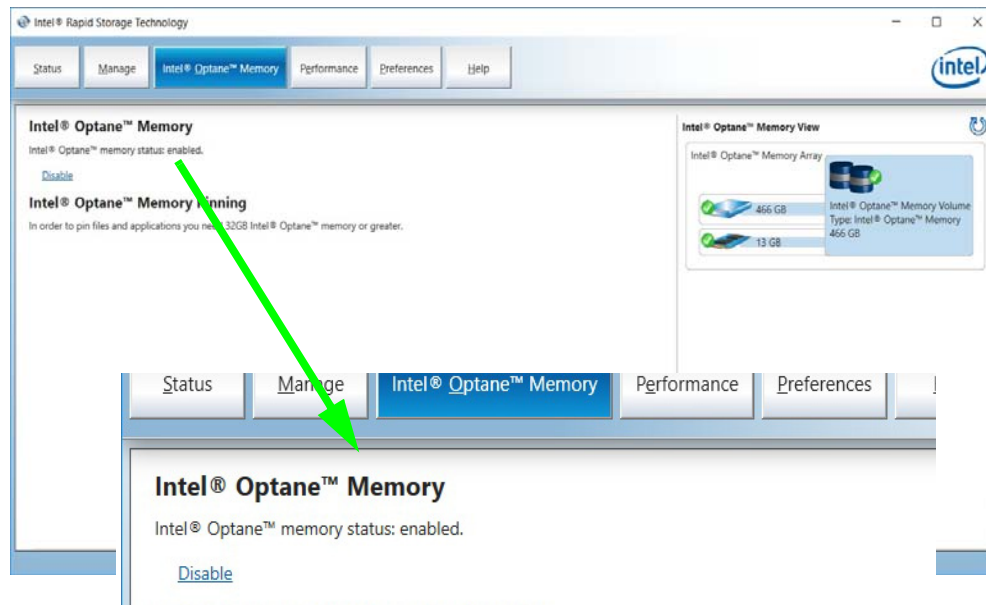 Intel® Rapid Storage Technology
Status
Manage
Intel® Optane™ Memory
Performance
Preferences
Help
intel
Intel® Optane™ Memory
Intel® Optane™ memory status: enabled.
Disable
Intel® Optane™ Memory Pinning
In order to pin files and applications you need 32GB Intel® Optane™ memory or greater.
Intel® Optane™ Memory View
Intel® Optane™ Memory Array
466 GB
13 GB
Intel® Optane™ Memory Volume
Type: Intel® Optane™ Memory
466 GB
Status
Manage
Intel® Optane™ Memory
Performance
Preferences
Intel® Optane™ Memory
Intel® Optane™ memory status: enabled.
Disable